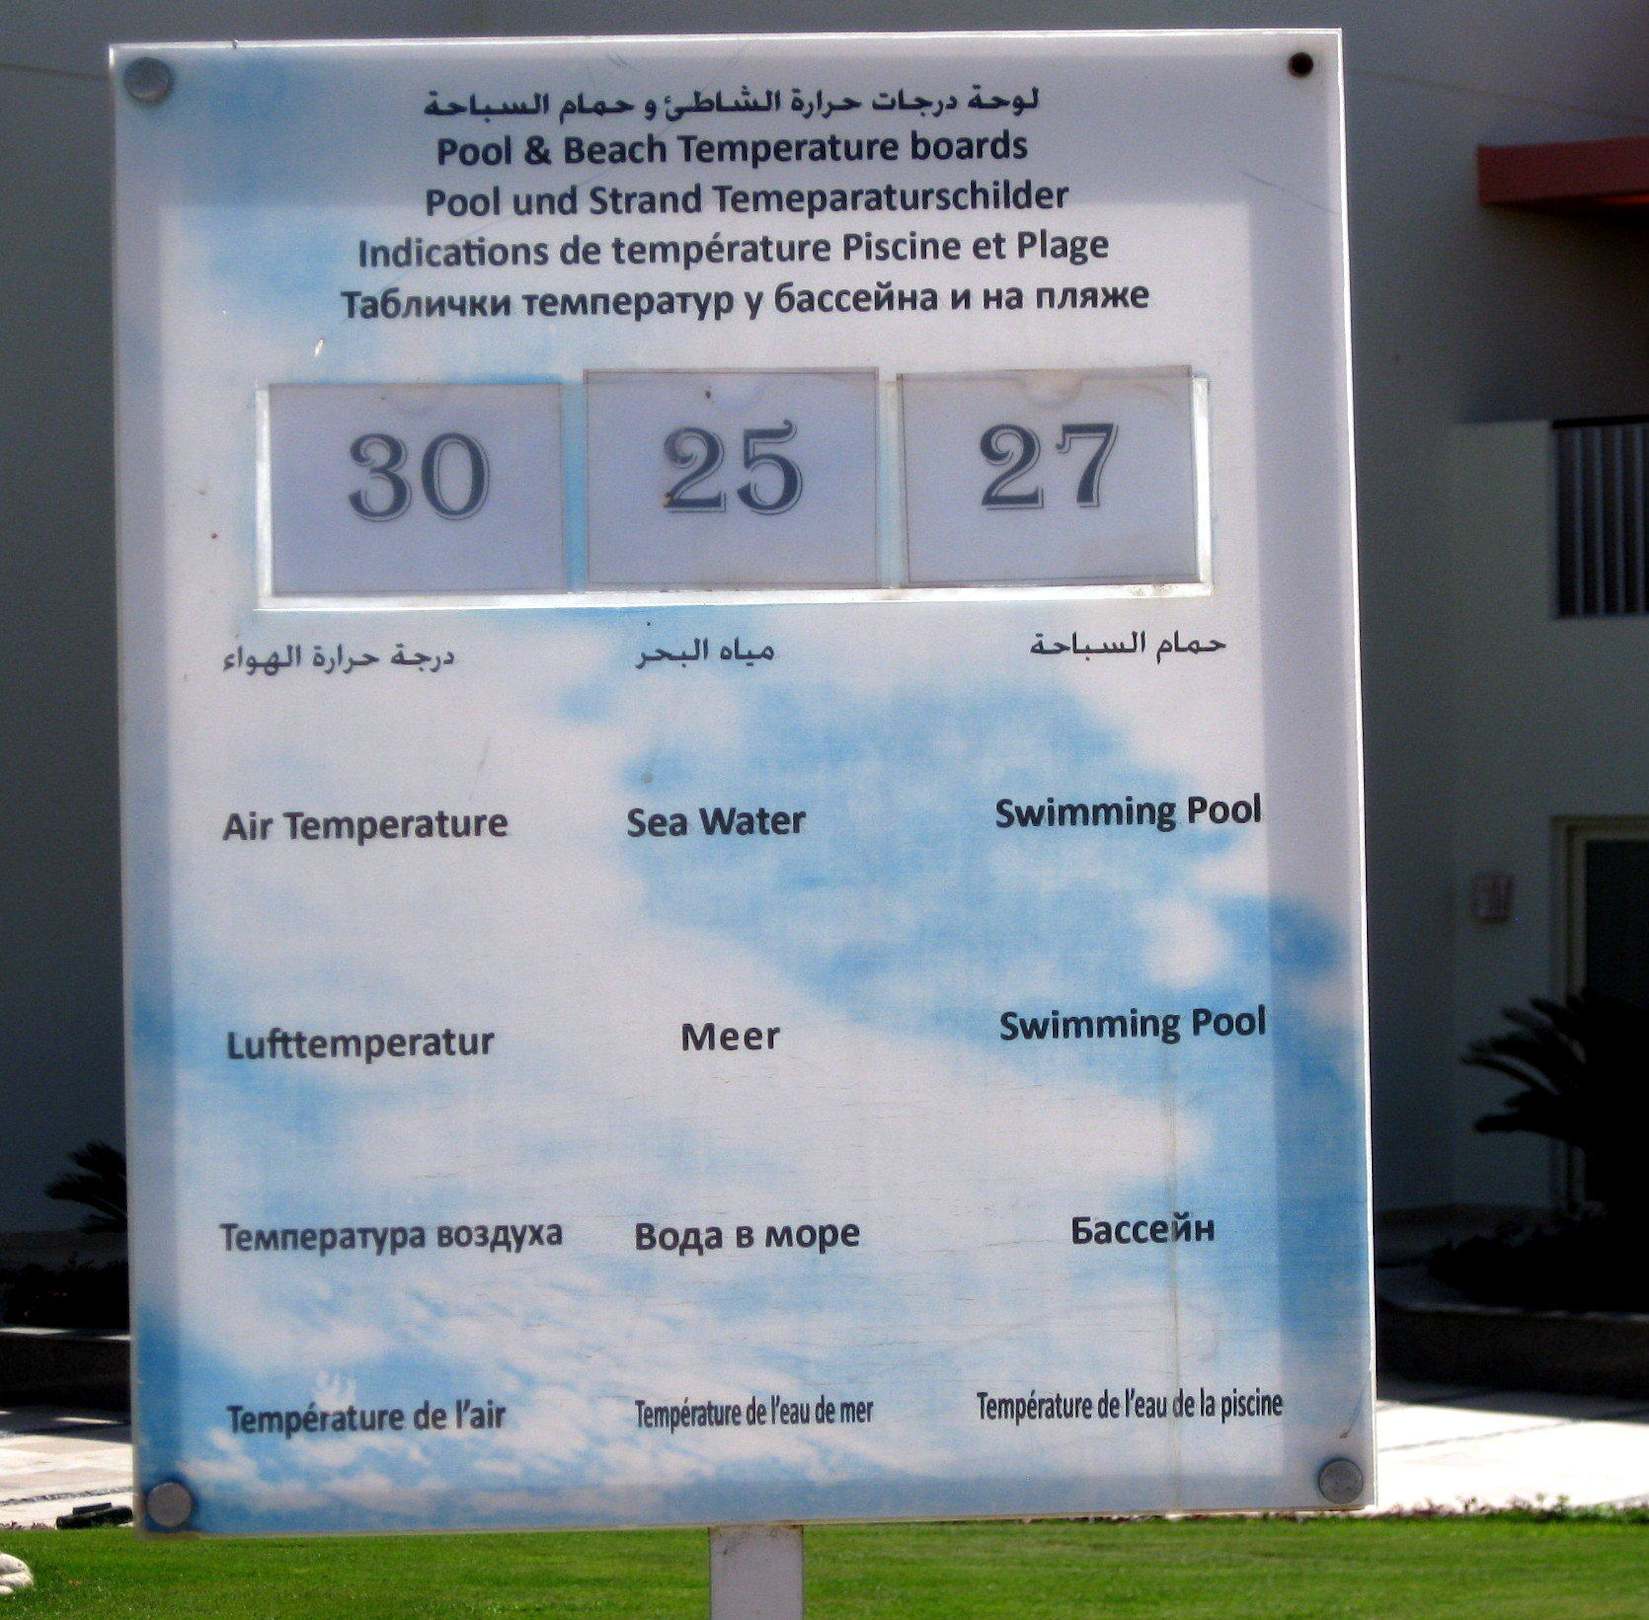 لوحة درجات حرارة الشاطئ و حمام السباحة
Pool & Beach Temperature boards
Pool und Strand Temeparaturschilder
Indications de température Piscine et Plage
Таблички температур у бассейна и на пляже
30 25 27
درجة حرارة الهواء مياه البحر حمام السباحة
Air Temperature Sea Water Swimming Pool
Lufttemperatur Meer Swimming Pool
Температура воздуха Вода в море Бассейн
Température de l'air Température de l'eau de mer Température de l'eau de la piscine